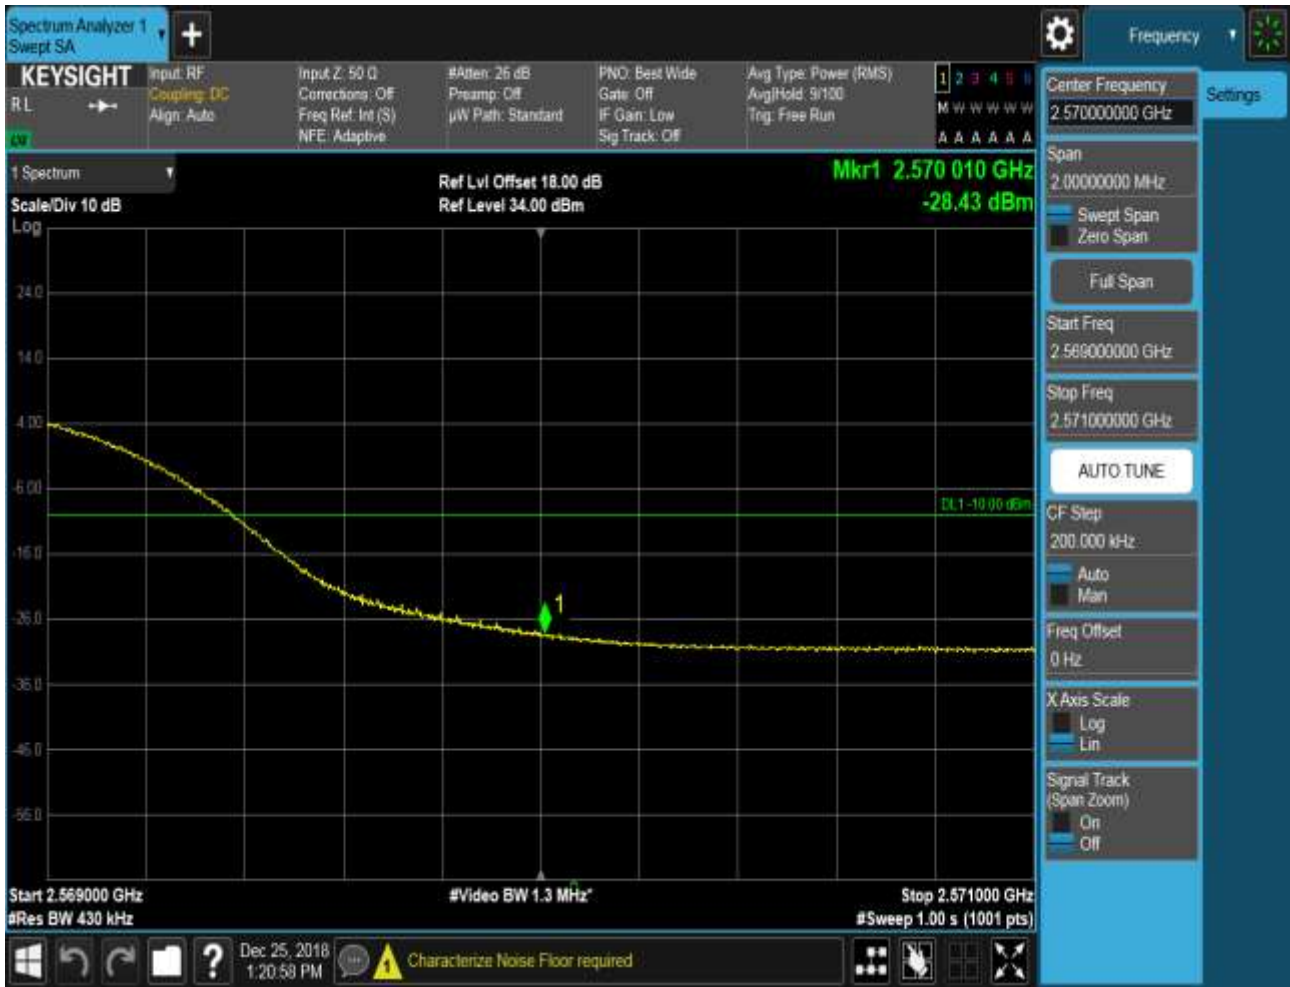 Spectrum Analyzer 1
Swept SA
Frequency
KEYSIGHT
R L
Input: RF
Coupling: DC
Align: Auto
Input Z: 50 Ω
Corrections: Off
Freq Ref: Int (S)
NFE: Adaptive
#Atten: 26 dB
Preamp: Off
µW Path: Standard
PNO: Best Wide
Gate: Off
IF Gain: Low
Sig Track: Off
Avg Type: Power (RMS)
Avg|Hold: 9/100
Trig: Free Run
1 2 3 4 5 6
M W W W W W
A A A A A A
1 Spectrum
Scale/Div 10 dB
Log
Ref Lvl Offset 18.00 dB
Ref Level 34.00 dBm
Mkr1 2.570 010 GHz
-28.43 dBm
24.0
14.0
4.00
-6.00
-16.0
-26.0
-36.0
-46.0
-56.0
DL1 -10.00 dBm
1
Start 2.569000 GHz
#Res BW 430 kHz
#Video BW 1.3 MHz*
Stop 2.571000 GHz
#Sweep 1.00 s (1001 pts)
Center Frequency
2.570000000 GHz
Settings
Span
2.00000000 MHz
Swept Span
Zero Span
Full Span
Start Freq
2.569000000 GHz
Stop Freq
2.571000000 GHz
AUTO TUNE
CF Step
200.000 kHz
Auto
Man
Freq Offset
0 Hz
X Axis Scale
Log
Lin
Signal Track
(Span Zoom)
On
Off
?
Dec 25, 2018
1:20:58 PM
1
Characterize Noise Floor required